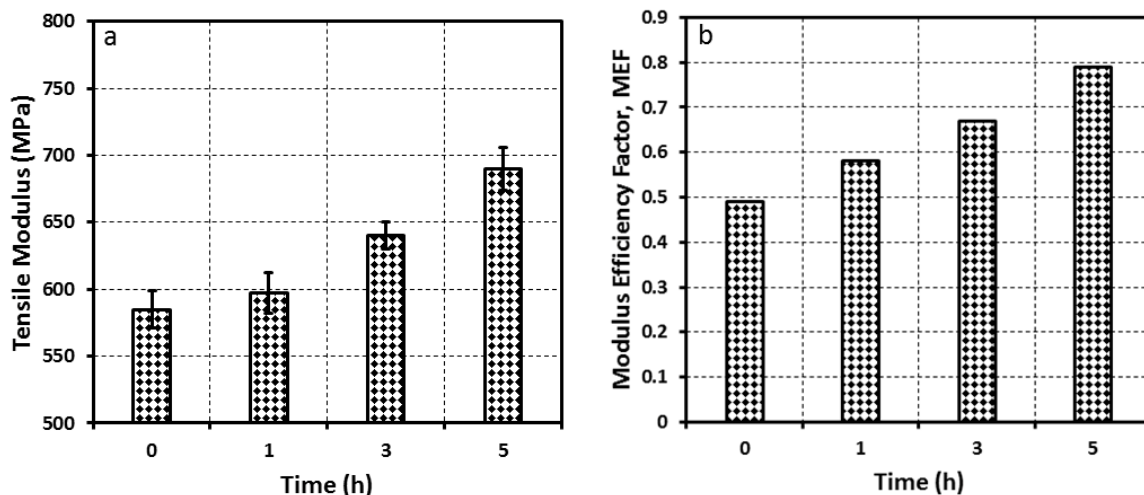 a
Tensile Modulus (MPa)
800
750
700
650
600
550
500
0 1 3 5
Time (h)
b
Modulus Efficiency Factor, MEF
0.9
0.8
0.7
0.6
0.5
0.4
0.3
0.2
0.1
0
0 1 3 5
Time (h)